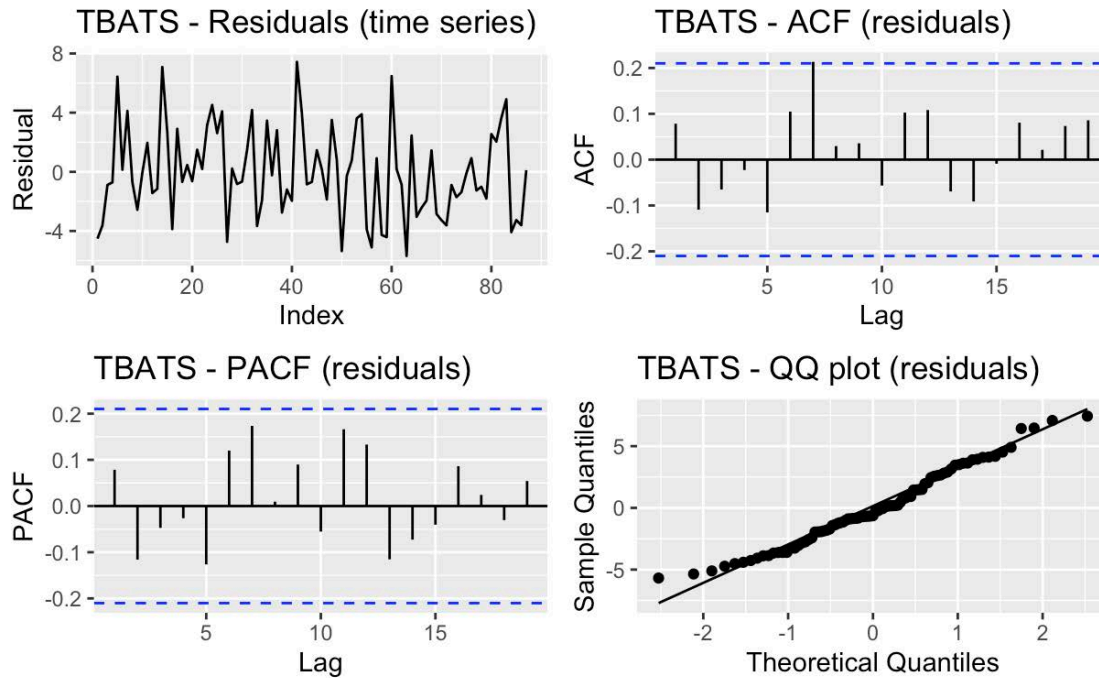 TBATS - Residuals (time series)
8
4
0
-4
Residual
0 20 40 60 80
Index
TBATS - ACF (residuals)
0.2
0.1
0.0
-0.1
-0.2
ACF
5 10 15
Lag
TBATS - PACF (residuals)
0.2
0.1
0.0
-0.1
-0.2
PACF
5 10 15
Lag
TBATS - QQ plot (residuals)
5
0
-5
Sample Quantiles
-2 -1 0 1 2
Theoretical Quantiles